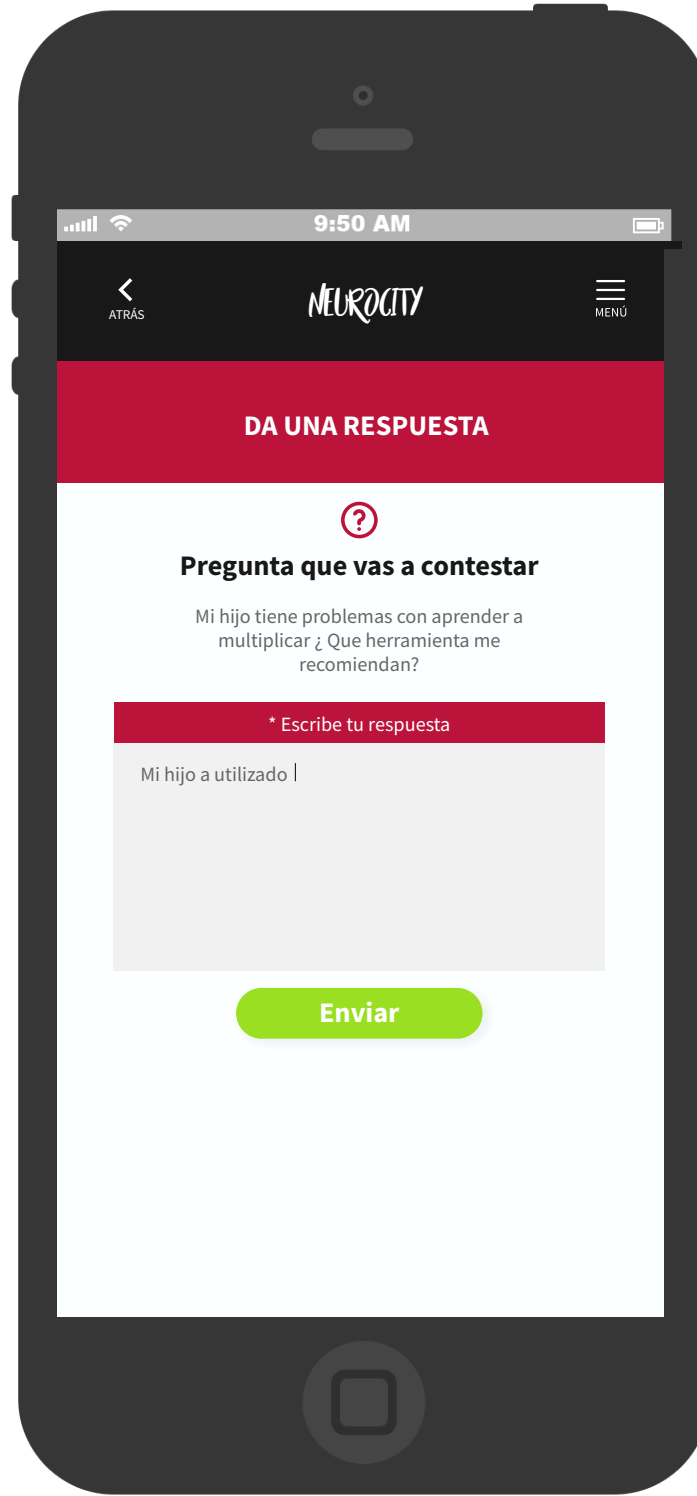 9:50 AM
ATRÁS
NEUROCITY
MENÚ
DA UNA RESPUESTA
?
Pregunta que vas a contestar
Mi hijo tiene problemas con aprender a
multiplicar ¿ Que herramienta me
recomiendan?
* Escribe tu respuesta
Mi hijo a utilizado
Enviar